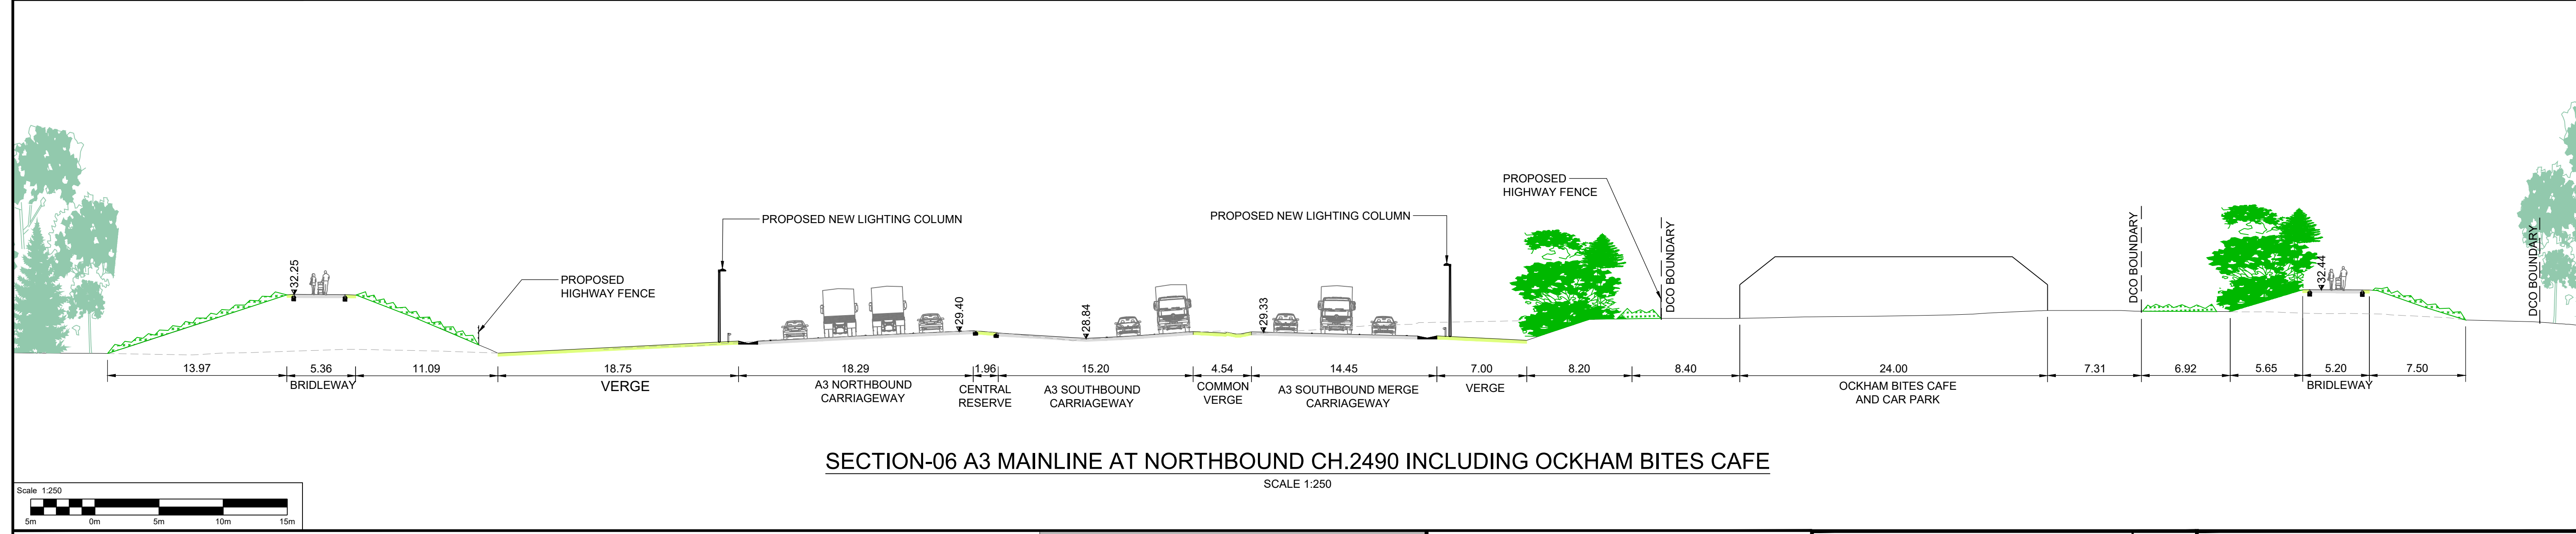 PROPOSED
HIGHWAY FENCE
PROPOSED NEW LIGHTING COLUMN
PROPOSED NEW LIGHTING COLUMN
PROPOSED
HIGHWAY FENCE
DCO BOUNDARY
DCO BOUNDARY
DCO BOUNDARY
32.25
29.40
28.84
29.33
32.44
13.97
5.36
11.09
18.75
18.29
1.96
15.20
4.54
14.45
7.00
8.20
8.40
24.00
7.31
6.92
5.65
5.20
7.50
BRIDLEWAY
VERGE
A3 NORTHBOUND
CARRIAGEWAY
CENTRAL
RESERVE
A3 SOUTHBOUND
CARRIAGEWAY
COMMON
VERGE
A3 SOUTHBOUND MERGE
CARRIAGEWAY
VERGE
OCKHAM BITES CAFE
AND CAR PARK
BRIDLEWAY
SECTION-06 A3 MAINLINE AT NORTHBOUND CH.2490 INCLUDING OCKHAM BITES CAFE
SCALE 1:250
Scale 1:250
5m 0m 5m 10m 15m